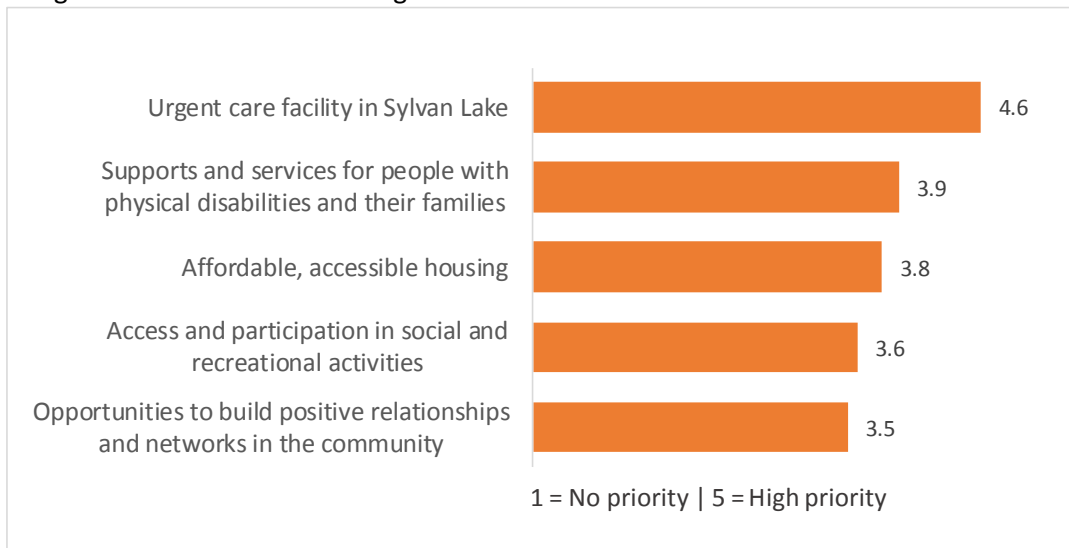 Urgent care facility in Sylvan Lake
4.6
Supports and services for people with
physical disabilities and their families
3.9
Affordable, accessible housing
3.8
Access and participation in social and
recreational activities
3.6
Opportunities to build positive relationships
and networks in the community
3.5
1 = No priority | 5 = High priority